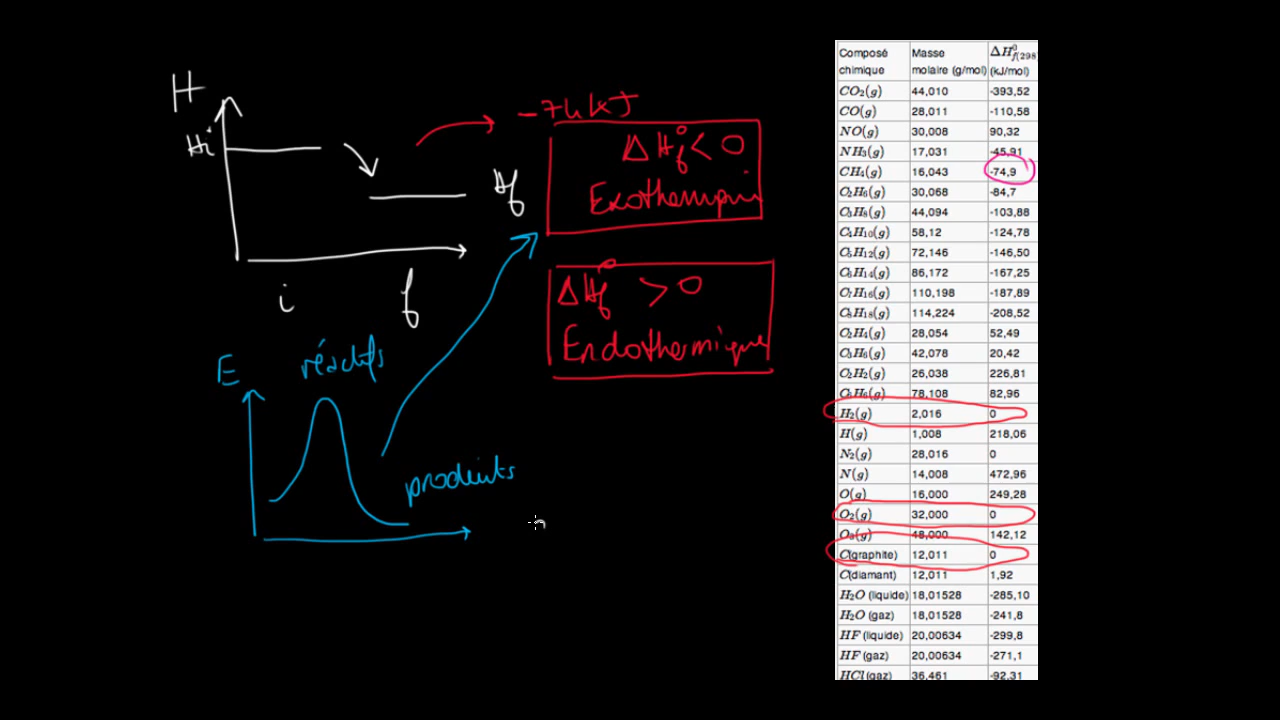 H
Hi
Hf
i
f
-74 kJ
ΔHf° < 0
Exothermiqu
ΔHf° > 0
Endothermique
E
réactifs
produits
Composé chimique Masse molaire (g/mol) ΔH⁰f(298) (kJ/mol)
CO₂(g) 44,010 -393,52
CO(g) 28,011 -110,58
NO(g) 30,008 90,32
NH₃(g) 17,031 -45,91
CH₄(g) 16,043 -74,9
C₂H₆(g) 30,068 -84,7
C₃H₈(g) 44,094 -103,88
C₄H₁₀(g) 58,12 -124,78
C₅H₁₂(g) 72,146 -146,50
C₆H₁₄(g) 86,172 -167,25
C₇H₁₆(g) 110,198 -187,89
C₈H₁₈(g) 114,224 -208,52
C₂H₄(g) 28,054 52,49
C₃H₆(g) 42,078 20,42
C₂H₂(g) 26,038 226,81
C₆H₆(g) 78,108 82,96
H₂(g) 2,016 0
H(g) 1,008 218,06
N₂(g) 28,016 0
N(g) 14,008 472,96
O(g) 16,000 249,28
O₂(g) 32,000 0
O₃(g) 48,000 142,12
C(graphite) 12,011 0
C(diamant) 12,011 1,92
H₂O (liquide) 18,01528 -285,10
H₂O (gaz) 18,01528 -241,8
HF (liquide) 20,00634 -299,8
HF (gaz) 20,00634 -271,1
HCl (gaz) 36,461 -92,31